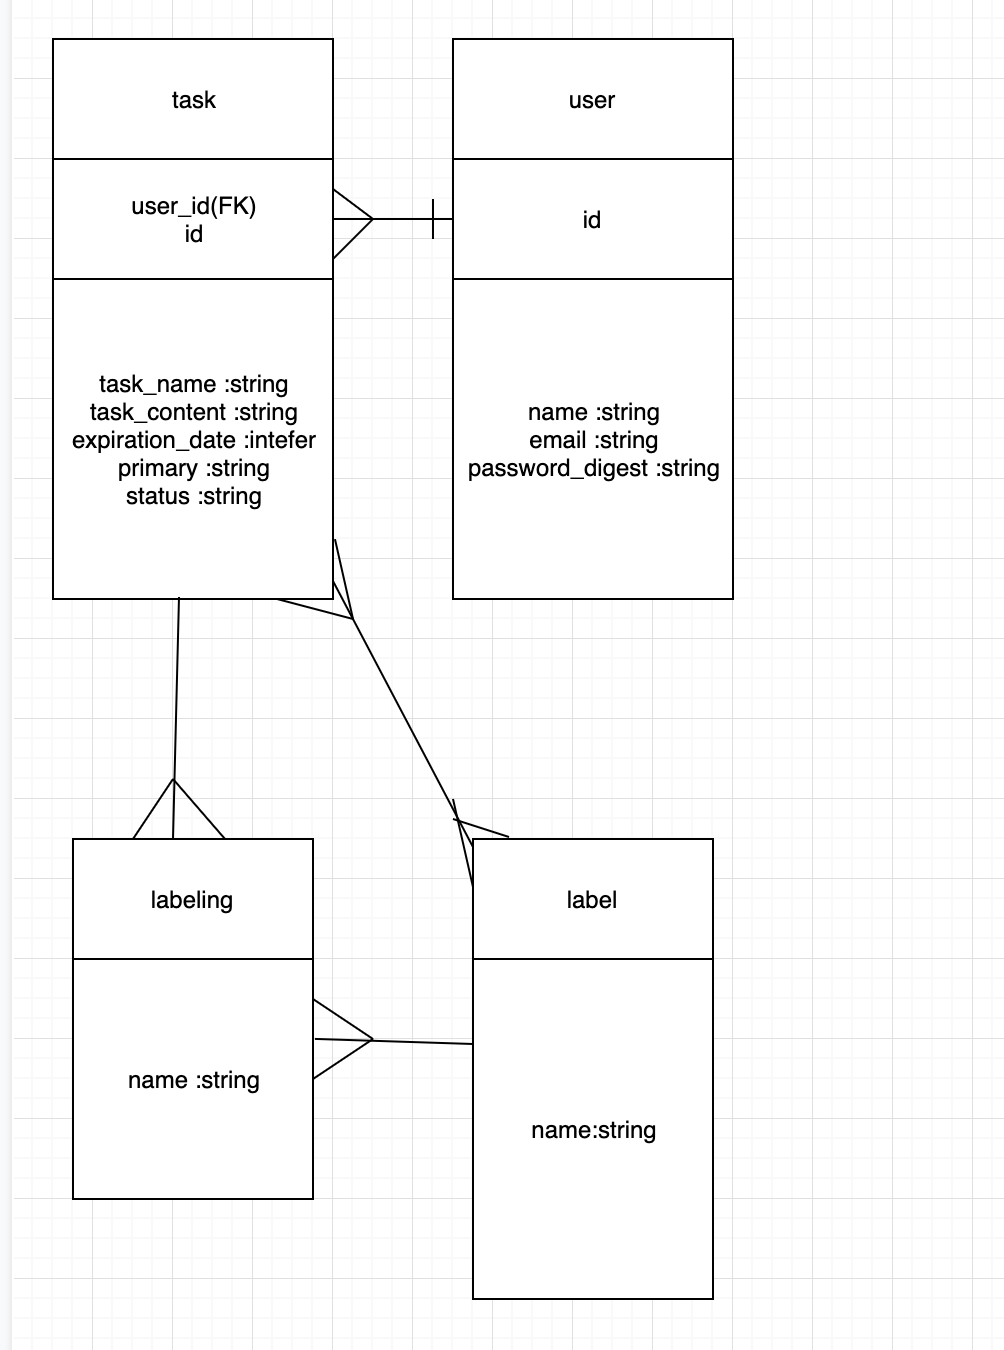 task
user_id(FK)
id
task_name :string
task_content :string
expiration_date :intefer
primary :string
status :string
user
id
name :string
email :string
password_digest :string
labeling
name :string
label
name:string